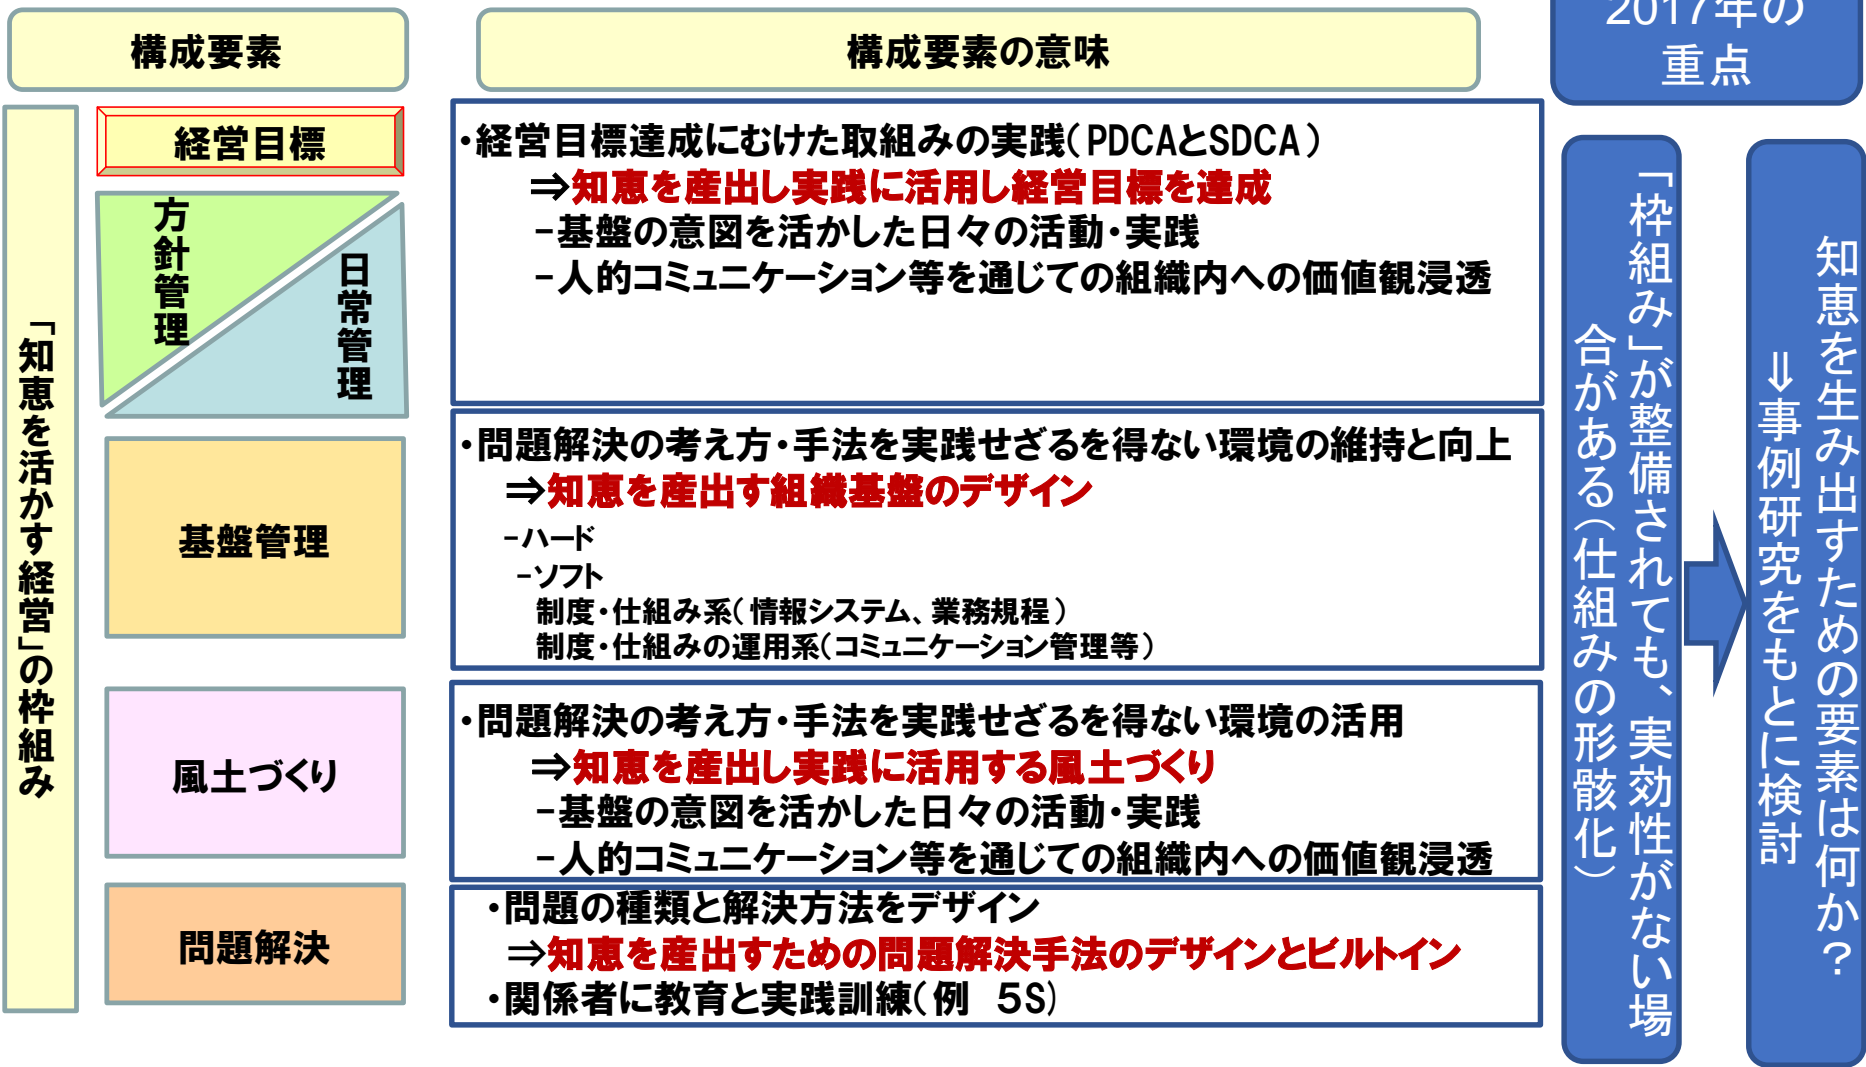 構成要素
構成要素の意味
2017年の
重点
「知恵を活かす経営」の枠組み
経営目標
方針管理
日常管理
・経営目標達成にむけた取組みの実践(PDCAとSDCA)
⇒知恵を産出し実践に活用し経営目標を達成
-基盤の意図を活かした日々の活動・実践
-人的コミュニケーション等を通じての組織内への価値観浸透
基盤管理
・問題解決の考え方・手法を実践せざるを得ない環境の維持と向上
⇒知恵を産出す組織基盤のデザイン
-ハード
-ソフト
制度・仕組み系(情報システム、業務規程)
制度・仕組みの運用系(コミュニケーション管理等)
風土づくり
・問題解決の考え方・手法を実践せざるを得ない環境の活用
⇒知恵を産出し実践に活用する風土づくり
-基盤の意図を活かした日々の活動・実践
-人的コミュニケーション等を通じての組織内への価値観浸透
問題解決
・問題の種類と解決方法をデザイン
⇒知恵を産出すための問題解決手法のデザインとビルトイン
・関係者に教育と実践訓練(例 5S)
「枠組み」が整備されても、実効性がない場
合がある(仕組みの形骸化)
知恵を生み出すための要素は何か?
⇒事例研究をもとに検討